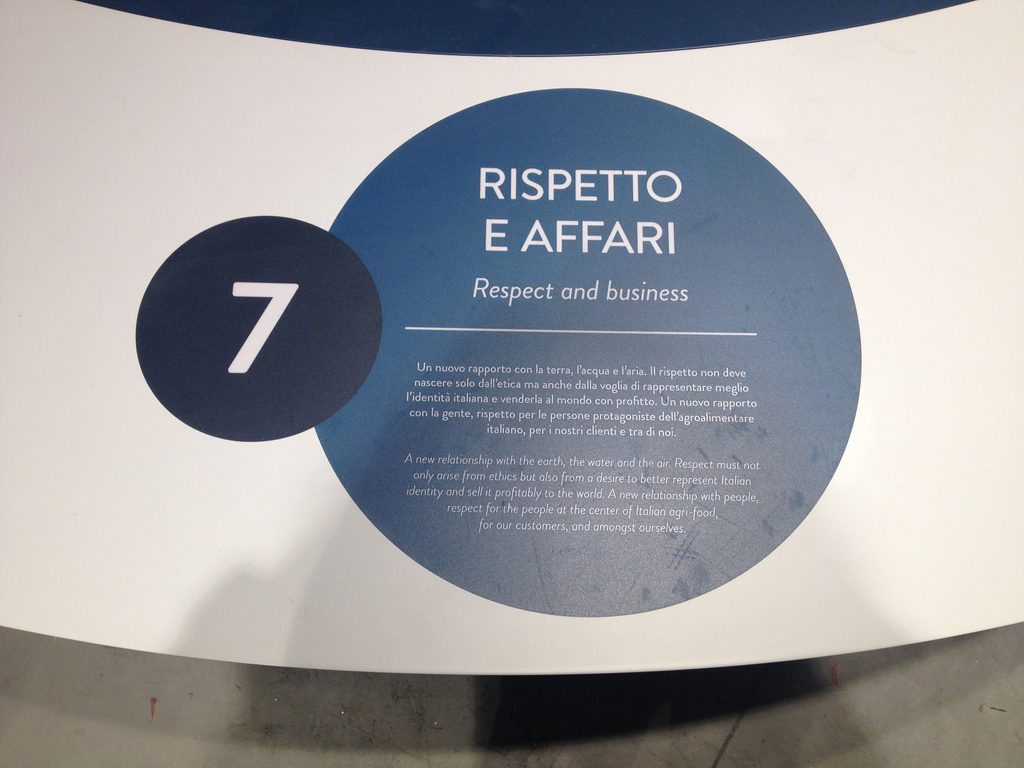 7
RISPETTO
E AFFARI
Respect and business
Un nuovo rapporto con la terra, l'acqua e l'aria. Il rispetto non deve
nascere solo dall'etica ma anche dalla voglia di rappresentare meglio
l'identità italiana e venderla al mondo con profitto. Un nuovo rapporto
con la gente, rispetto per le persone protagoniste dell'agroalimentare
italiano, per i nostri clienti e tra di noi.
A new relationship with the earth, the water and the air. Respect must not
only arise from ethics but also from a desire to better represent Italian
identity and sell it profitably to the world. A new relationship with people,
respect for the people at the center of Italian agri-food,
for our customers, and amongst ourselves.